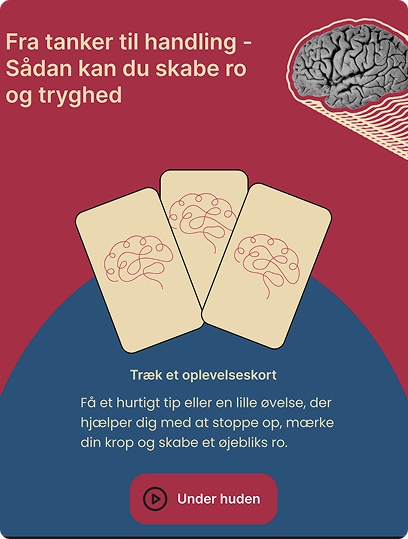 Fra tanker til handling -
Sådan kan du skabe ro
og tryghed
Træk et oplevelseskort
Få et hurtigt tip eller en lille øvelse, der
hjælper dig med at stoppe op, mærke
din krop og skabe et øjebliks ro.
Under huden